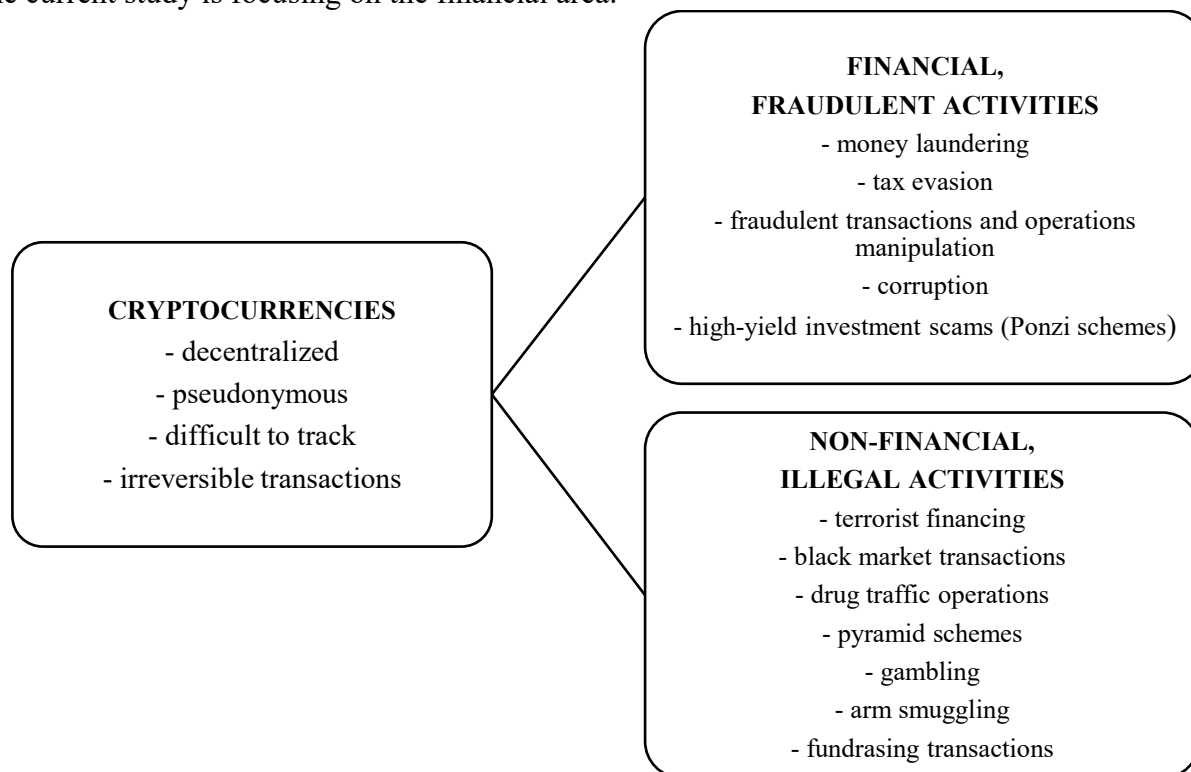 current study is focusing on the financial area.
CRYPTOCURRENCIES
- decentralized
- pseudonymous
- difficult to track
- irreversible transactions
FINANCIAL,
FRAUDULENT ACTIVITIES
- money laundering
- tax evasion
- fraudulent transactions and operations
manipulation
- corruption
- high-yield investment scams (Ponzi schemes)
NON-FINANCIAL,
ILLEGAL ACTIVITIES
- terrorist financing
- black market transactions
- drug traffic operations
- pyramid schemes
- gambling
- arm smuggling
- fundrasing transactions